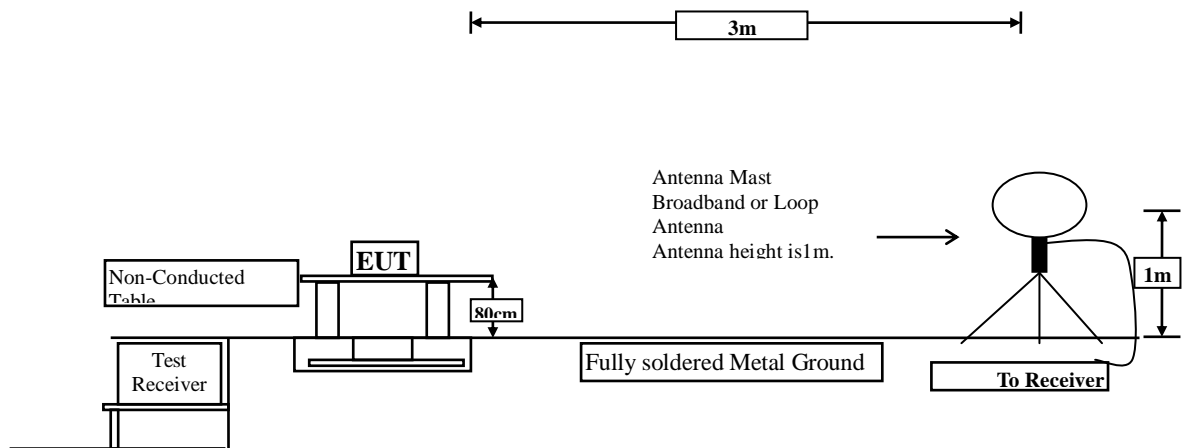 3m
Antenna Mast
Broadband or Loop
Antenna
Antenna height is1m.
EUT
Non-Conducted
Table
80cm
1m
Test
Receiver
Fully soldered Metal Ground
To Receiver